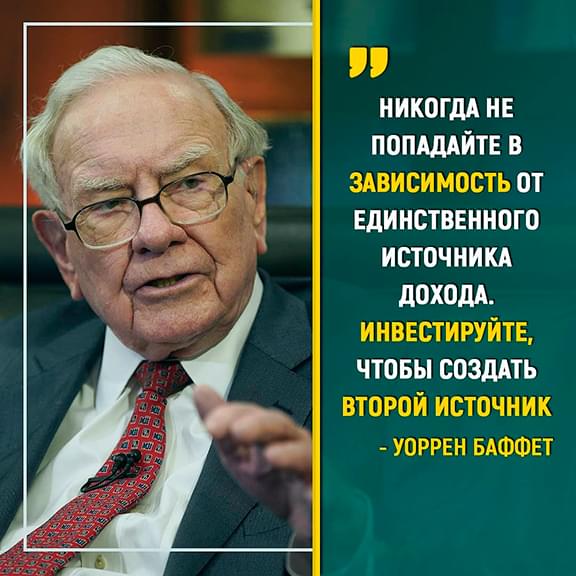 НИКОГДА НЕ
ПОПАДАЙТЕ В
ЗАВИСИМОСТЬ ОТ
ЕДИНСТВЕННОГО
ИСТОЧНИКА
ДОХОДА.
ИНВЕСТИРУЙТЕ,
ЧТОБЫ СОЗДАТЬ
ВТОРОЙ ИСТОЧНИК
- УОРРЕН БАФФЕТ